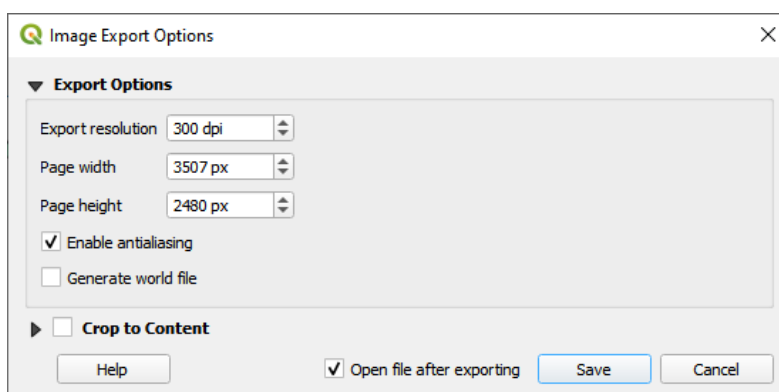 Image Export Options
Export Options
Export resolution 300 dpi
Page width 3507 px
Page height 2480 px
Enable antialiasing
Generate world file
Crop to Content
Help Open file after exporting Save Cancel